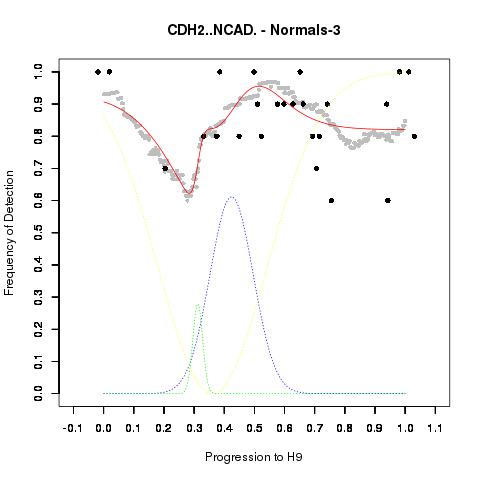 CDH2..NCAD. - Normals-3
Frequency of Detection
1.0
0.9
0.8
0.7
0.6
0.5
0.4
0.3
0.2
0.1
0.0
-0.1 0.0 0.1 0.2 0.3 0.4 0.5 0.6 0.7 0.8 0.9 1.0 1.1
Progression to H9